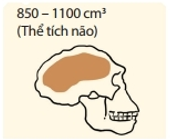 850 – 1100 cm³
(Thể tích não)